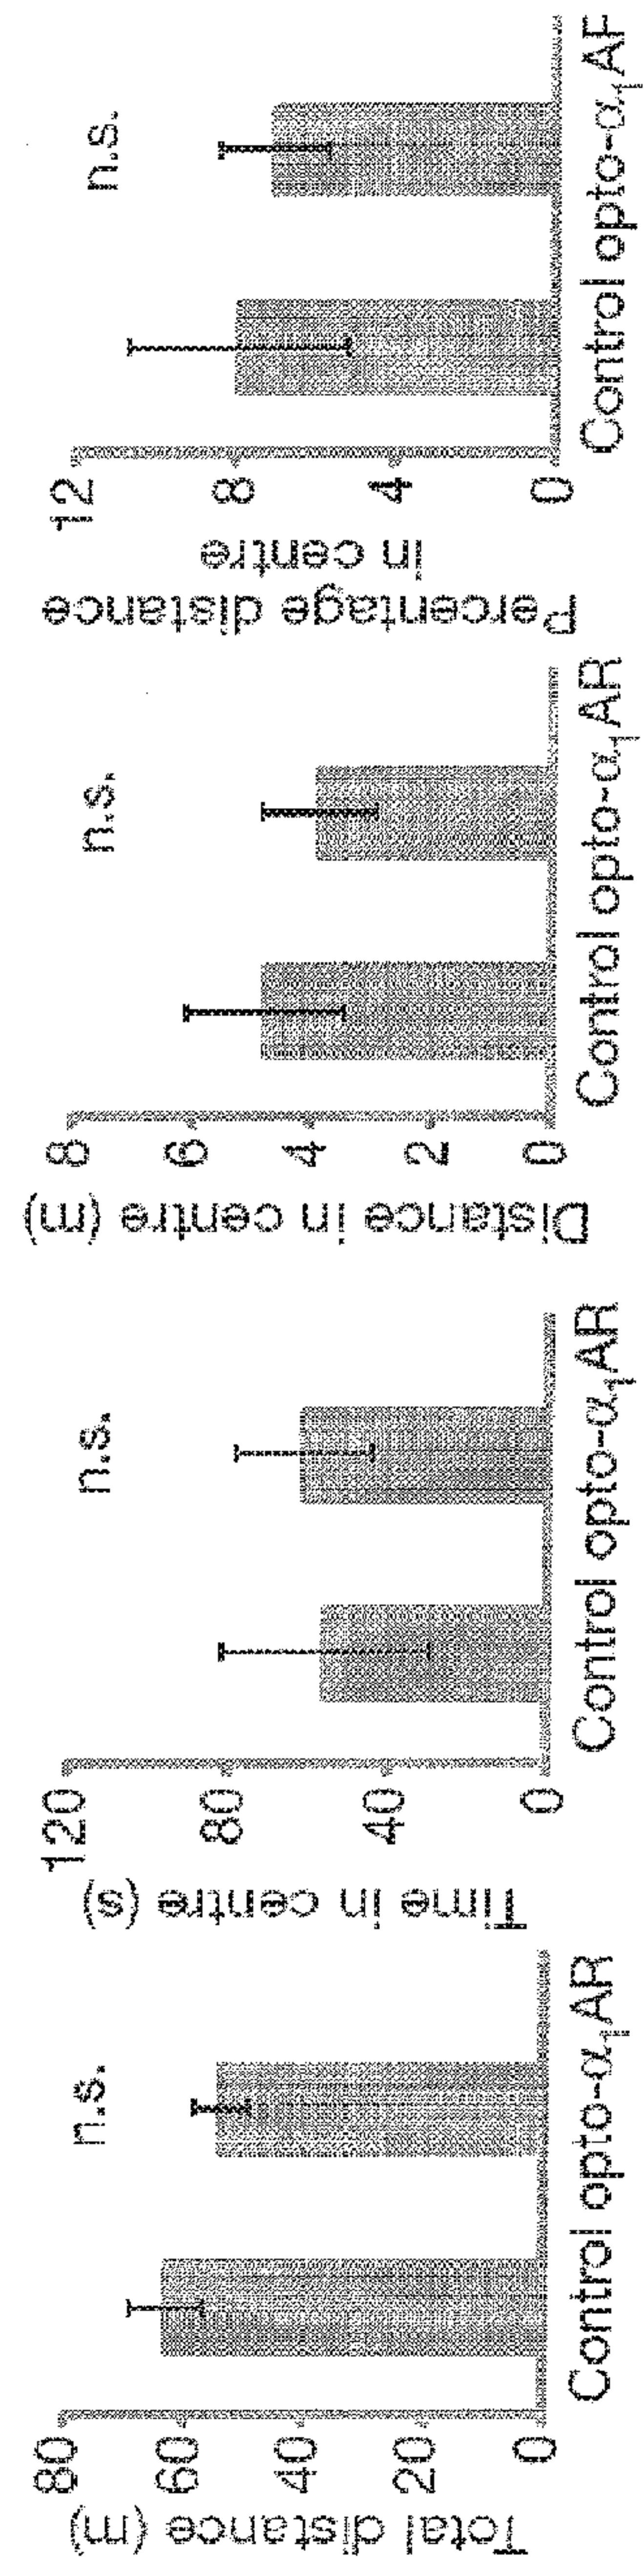 Total distance (m)
80
60
40
20
0
n.s.
Control opto-α₁AR
Time in centre (s)
120
80
40
0
n.s.
Control opto-α₁AR
Distance in centre (m)
8
6
4
2
0
n.s.
Control opto-α₁AR
Percentage distance
in centre
12
8
4
0
n.s.
Control opto-α₁AF